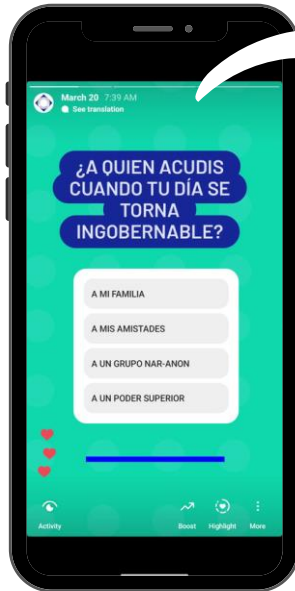 March 20 7:39 AM
See translation
¿A QUIEN ACUDIS
CUANDO TU DÍA SE
TORNA
INGOBERNABLE?
A MI FAMILIA
A MIS AMISTADES
A UN GRUPO NAR-ANON
A UN PODER SUPERIOR
Activity
Boost
Highlight
More